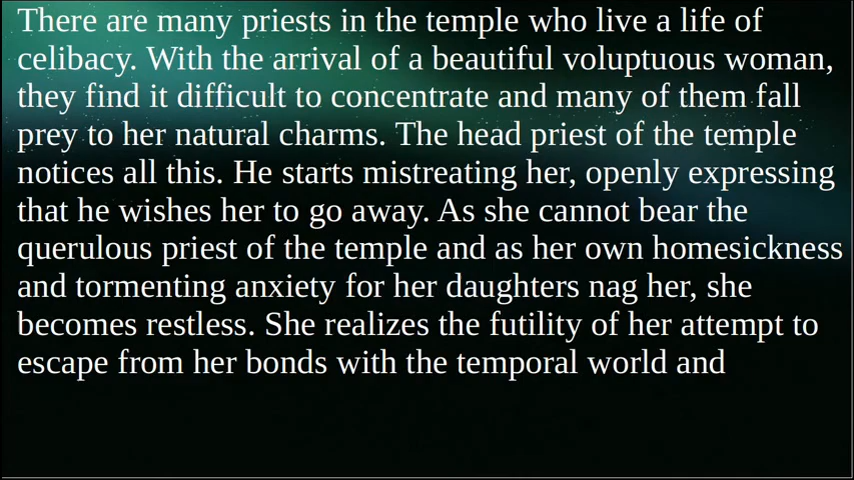 There are many priests in the temple who live a life of
celibacy. With the arrival of a beautiful voluptuous woman,
they find it difficult to concentrate and many of them fall
prey to her natural charms. The head priest of the temple
notices all this. He starts mistreating her, openly expressing
that he wishes her to go away. As she cannot bear the
querulous priest of the temple and as her own homesickness
and tormenting anxiety for her daughters nag her, she
becomes restless. She realizes the futility of her attempt to
escape from her bonds with the temporal world and